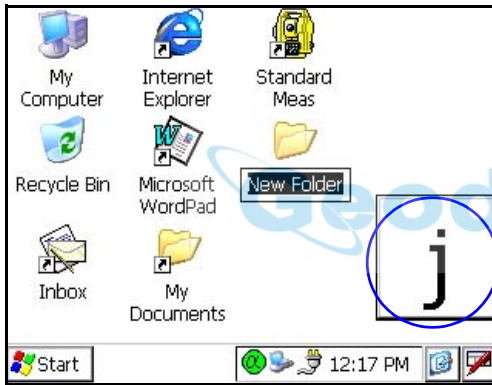 My Computer
Internet Explorer
Standard Meas
Recycle Bin
Microsoft WordPad
New Folder
Inbox
My Documents
Geod
j
Start
α
12:17 PM